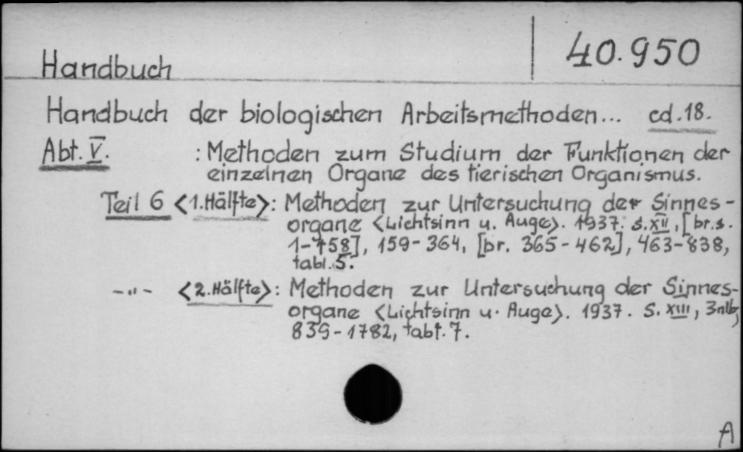 40.950
Handbuch
Handbuch der biologischen Arbeitsmethoden... cd.18.
Abt. V. : Methoden zum Studium der Funktionen der
einzelnen Organe des tierischen Organismus.
Teil 6 <1.Hälfte>: Methoden zur Untersuchung der Sinnes-
organe <Lichtsinn u. Auge>. 1937. S.XII, [br.s.
1-158], 159-364, [br. 365-462], 463-838,
tabl. 5.
-"- <2.Hälfte>: Methoden zur Untersuchung der Sinnes-
organe <Lichtsinn u. Auge>. 1937. S. XIII, 3nlb,
839-1782, tabl. 7.
A